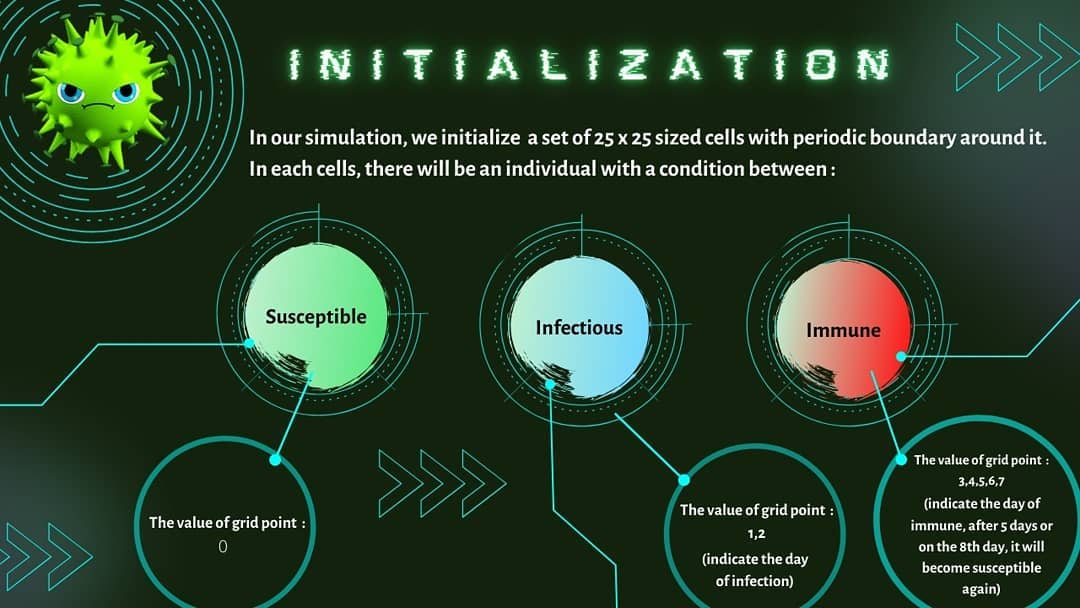 INITIALIZATION
In our simulation, we initialize a set of 25 x 25 sized cells with periodic boundary around it.
In each cells, there will be an individual with a condition between :
Susceptible
Infectious
Immune
The value of grid point :
0
The value of grid point :
1,2
(indicate the day
of infection)
The value of grid point :
3,4,5,6,7
(indicate the day of
immune, after 5 days or
on the 8th day, it will
become susceptible
again)